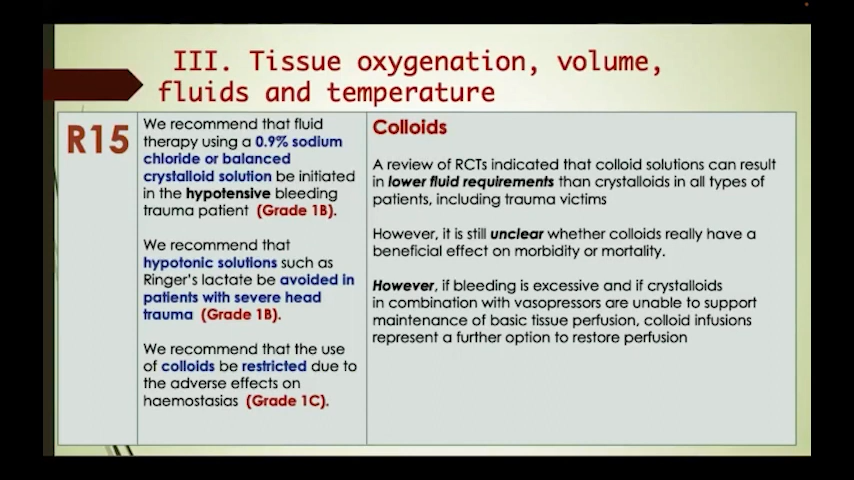 III. Tissue oxygenation, volume,
fluids and temperature
R15
We recommend that fluid
therapy using a 0.9% sodium
chloride or balanced
crystalloid solution be initiated
in the hypotensive bleeding
trauma patient (Grade 1B).
We recommend that
hypotonic solutions such as
Ringer's lactate be avoided in
patients with severe head
trauma (Grade 1B).
We recommend that the use
of colloids be restricted due to
the adverse effects on
haemostasias (Grade 1C).
Colloids
A review of RCTs indicated that colloid solutions can result
in lower fluid requirements than crystalloids in all types of
patients, including trauma victims
However, it is still unclear whether colloids really have a
beneficial effect on morbidity or mortality.
However, if bleeding is excessive and if crystalloids
in combination with vasopressors are unable to support
maintenance of basic tissue perfusion, colloid infusions
represent a further option to restore perfusion